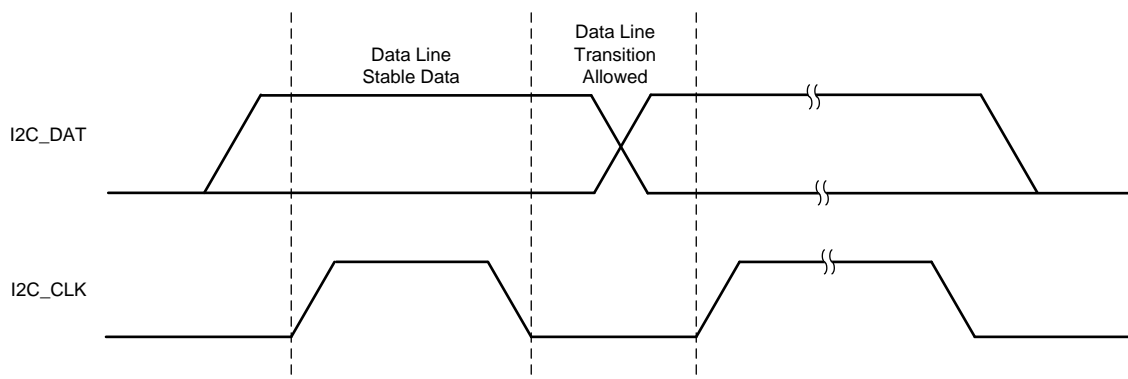 Data Line
Stable Data
Data Line
Transition
Allowed
I2C_DAT
I2C_CLK